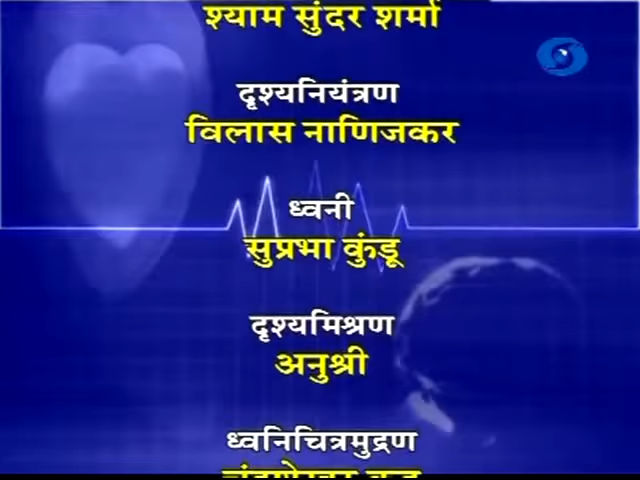 श्याम सुंदर शर्मा
दृश्यनियंत्रण
विलास नाणिजकर
ध्वनी
सुप्रभा कुंडू
दृश्यमिश्रण
अनुश्री
ध्वनिचित्रमुद्रण